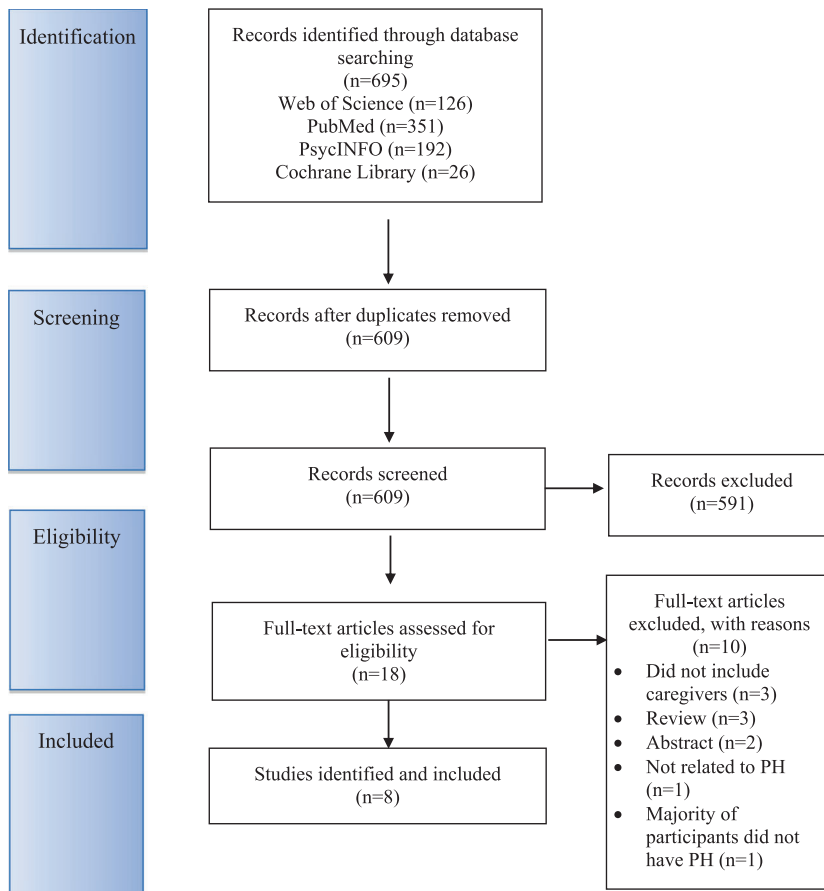 Identification
Records identified through database
searching
(n=695)
Web of Science (n=126)
PubMed (n=351)
PsycINFO (n=192)
Cochrane Library (n=26)
Screening
Records after duplicates removed
(n=609)
Records screened
(n=609)
Records excluded
(n=591)
Eligibility
Full-text articles assessed for
eligibility
(n=18)
Full-text articles
excluded, with reasons
(n=10)
• Did not include
caregivers (n=3)
• Review (n=3)
• Abstract (n=2)
• Not related to PH
(n=1)
• Majority of
participants did not
have PH (n=1)
Included
Studies identified and included
(n=8)